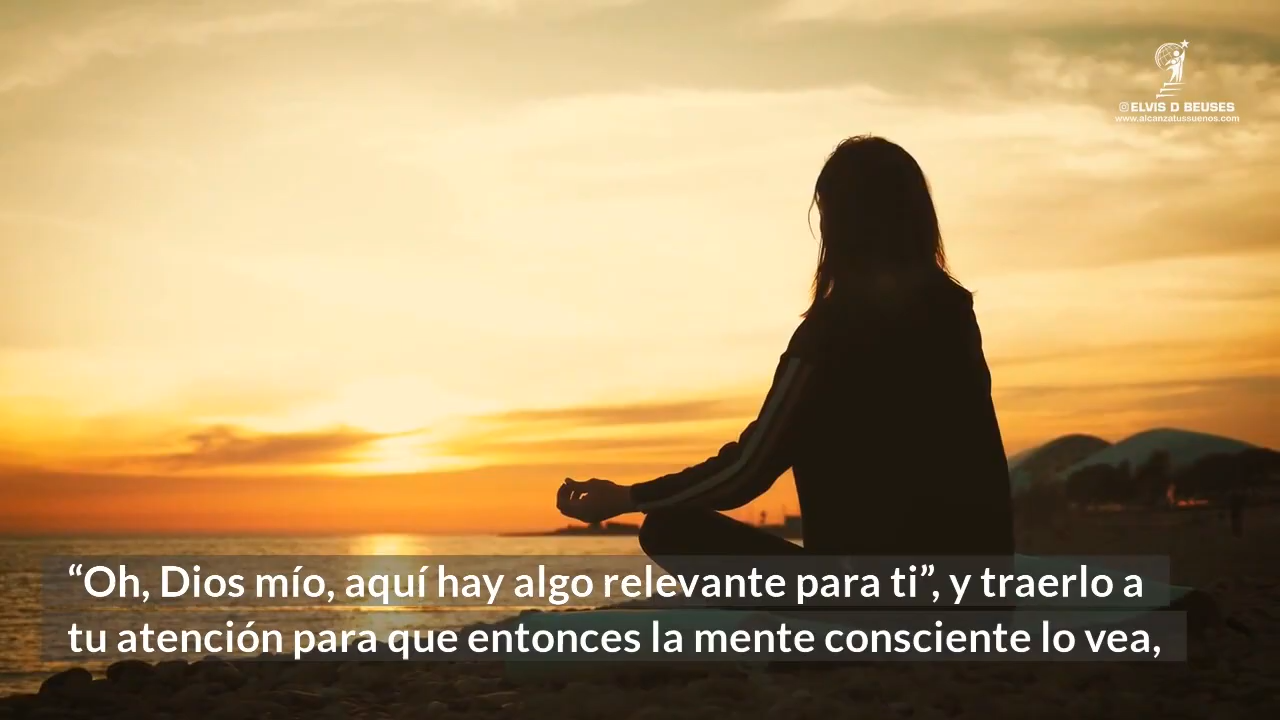 ELVIS D BEUSES
www.alcanzatussuenos.com
“Oh, Dios mío, aquí hay algo relevante para ti”, y traerlo a
tu atención para que entonces la mente consciente lo vea,